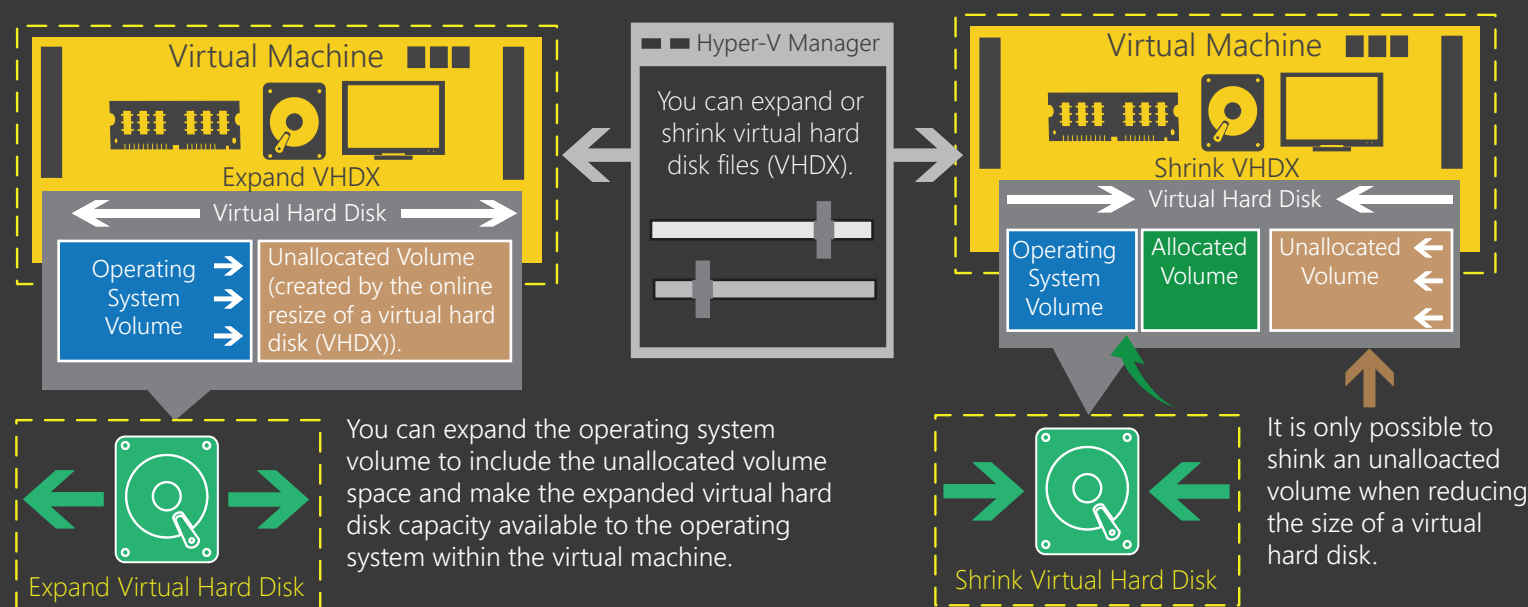 Virtual Machine
Expand VHDX
Virtual Hard Disk
Operating
System
Volume
Unallocated Volume
(created by the online
resize of a virtual hard
disk (VHDX)).
Expand Virtual Hard Disk
You can expand the operating system
volume to include the unallocated volume
space and make the expanded virtual hard
disk capacity available to the operating
system within the virtual machine.
Hyper-V Manager
You can expand or
shrink virtual hard
disk files (VHDX).
Virtual Machine
Shrink VHDX
Virtual Hard Disk
Operating
System
Volume
Allocated
Volume
Unallocated
Volume
Shrink Virtual Hard Disk
It is only possible to
shink an unalloacted
volume when reducing
the size of a virtual
hard disk.